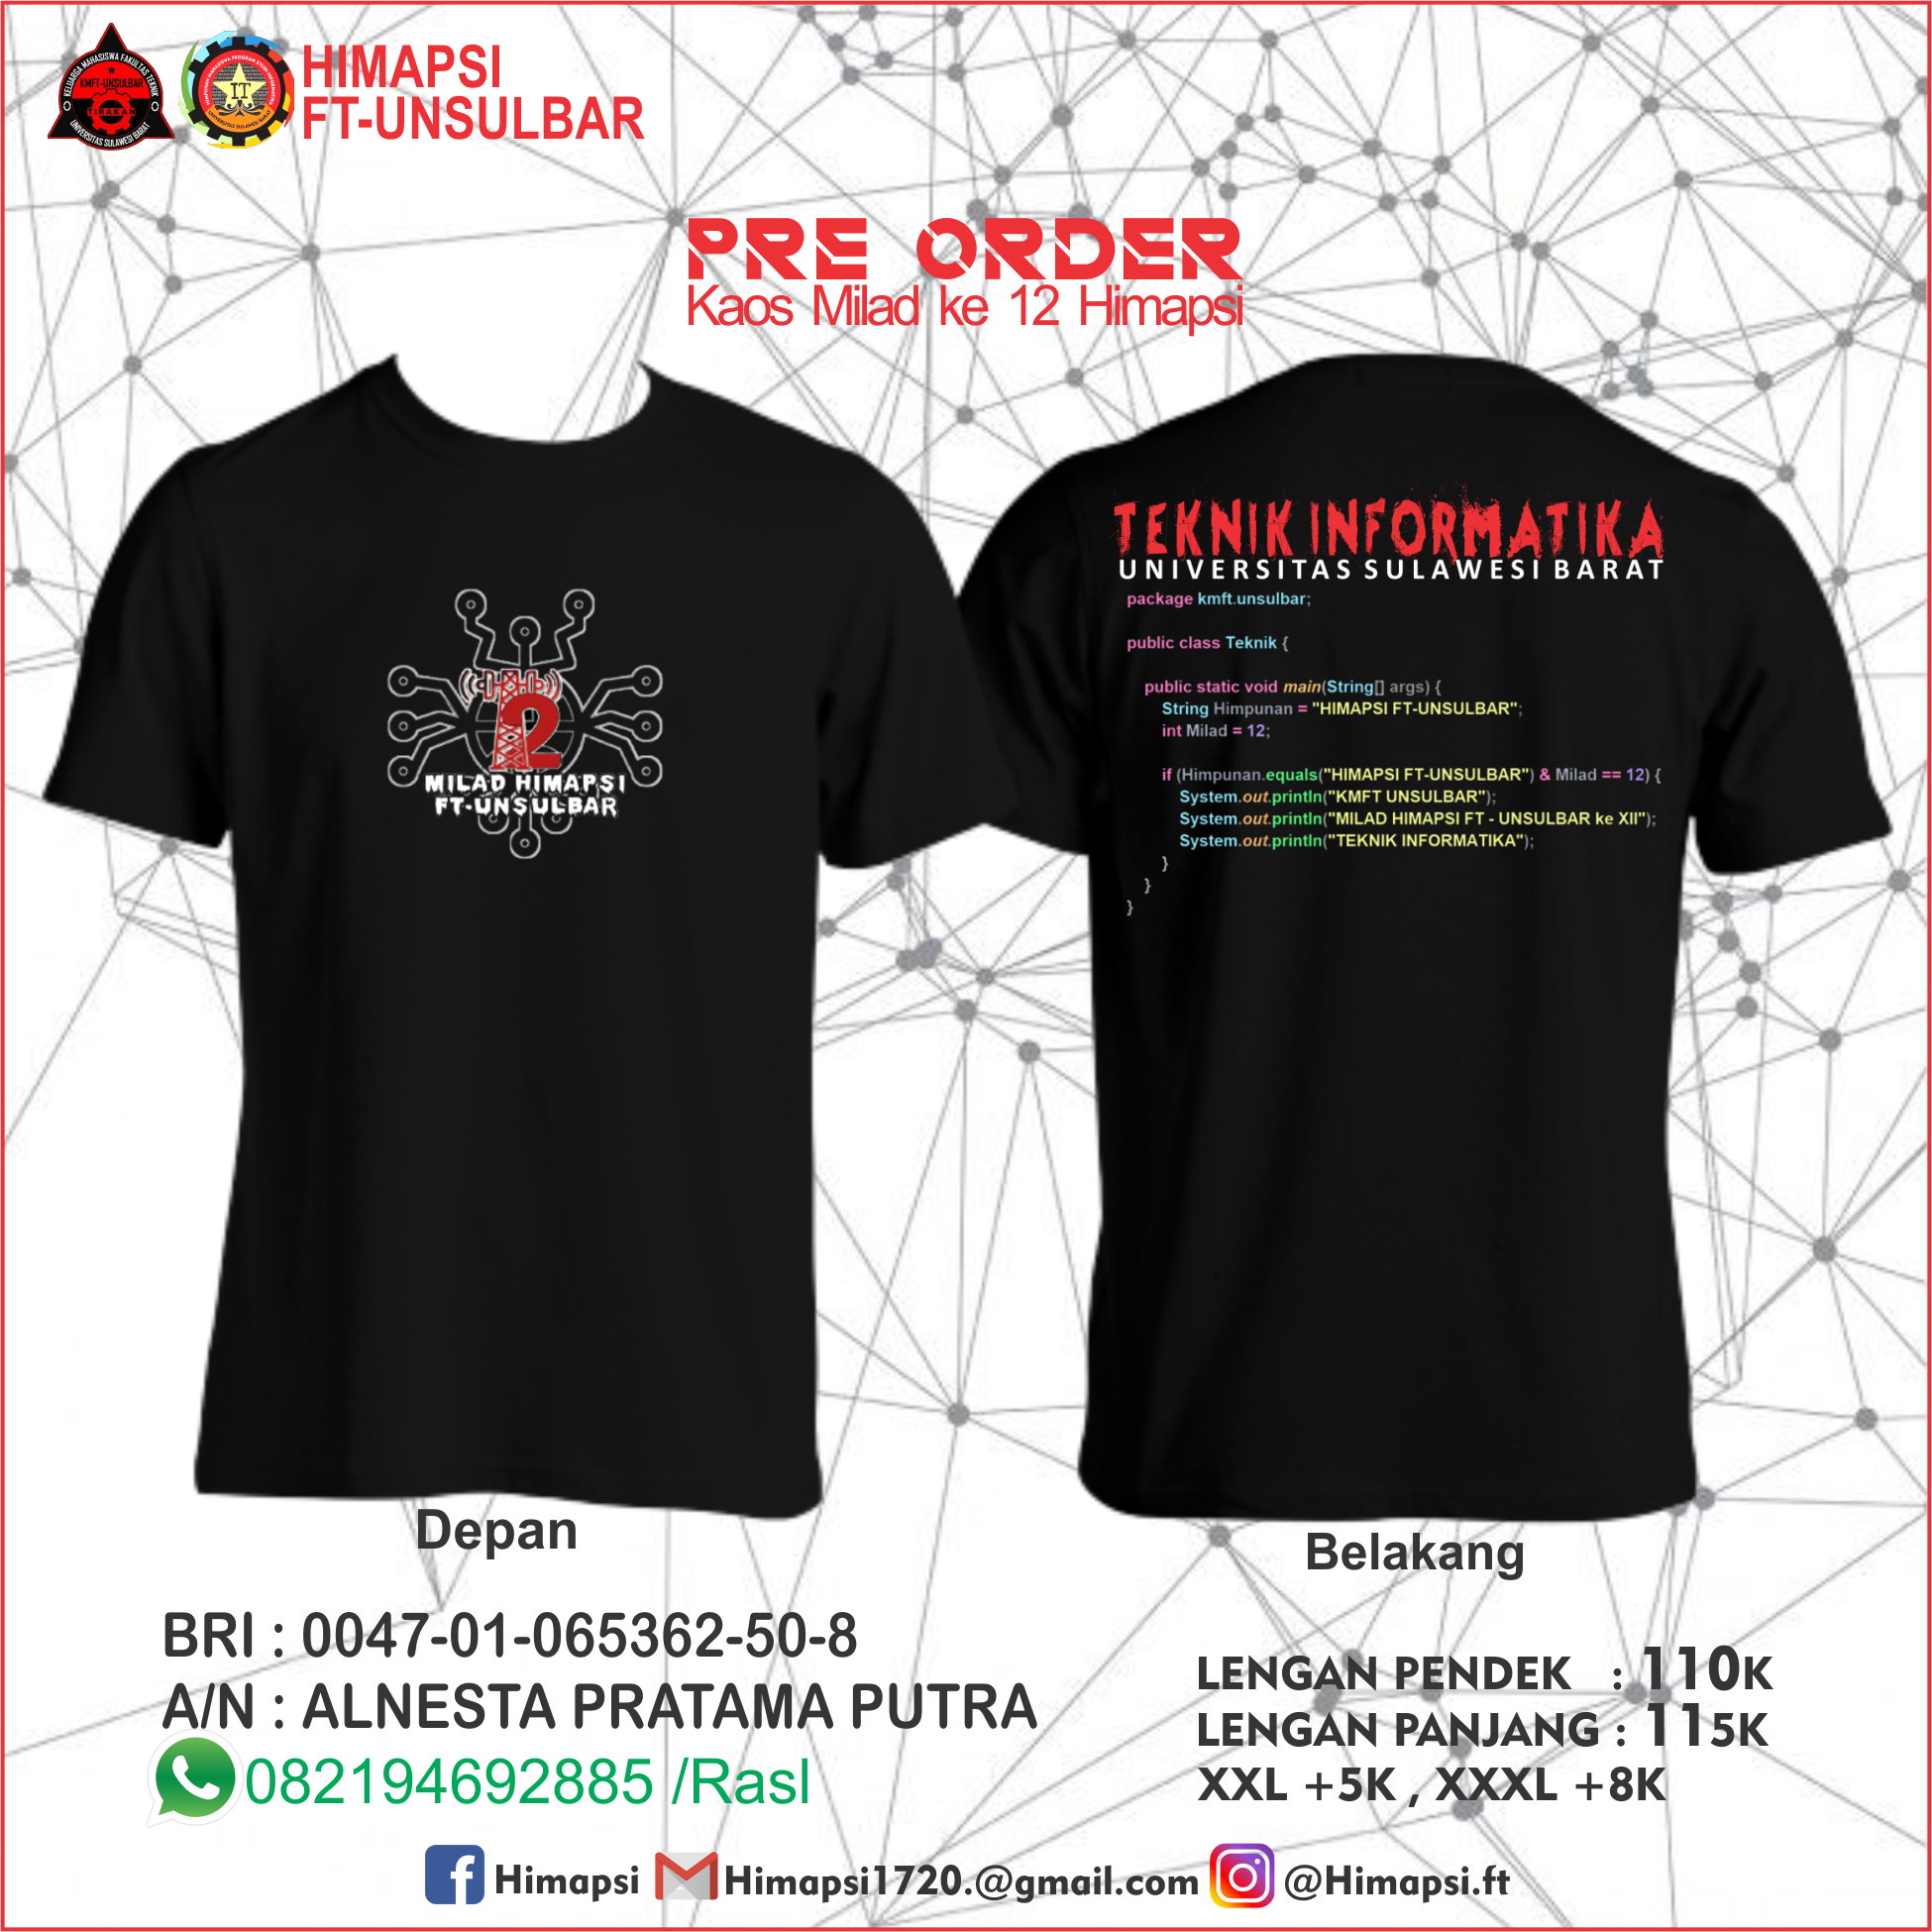 KELUARGA MAHASISWA FAKULTAS TEKNIK
KMFT-UNSULBAR
TIRAKAN
UNIVERSITAS SULAWESI BARAT
HIMPUNAN MAHASISWA PROGRAM STUDI INFORMATIKA
IT
UNIVERSITAS SULAWESI BARAT
HIMAPSI
FT-UNSULBAR
PRE ORDER
Kaos Milad ke 12 Himapsi
12
MILAD HIMAPSI
FT-UNSULBAR
TEKNIK INFORMATIKA
UNIVERSITAS SULAWESI BARAT
package kmft.unsulbar;
public class Teknik {
public static void main(String[] args) {
String Himpunan = "HIMAPSI FT-UNSULBAR";
int Milad = 12;
if (Himpunan.equals("HIMAPSI FT-UNSULBAR") & Milad == 12) {
System.out.println("KMFT UNSULBAR");
System.out.println("MILAD HIMAPSI FT - UNSULBAR ke XII");
System.out.println("TEKNIK INFORMATIKA");
}
}
}
Depan
Belakang
BRI : 0047-01-065362-50-8
A/N : ALNESTA PRATAMA PUTRA
082194692885 /Rasl
LENGAN PENDEK : 110K
LENGAN PANJANG : 115K
XXL +5K , XXXL +8K
Himapsi
Himapsi1720.@gmail.com
@Himapsi.ft